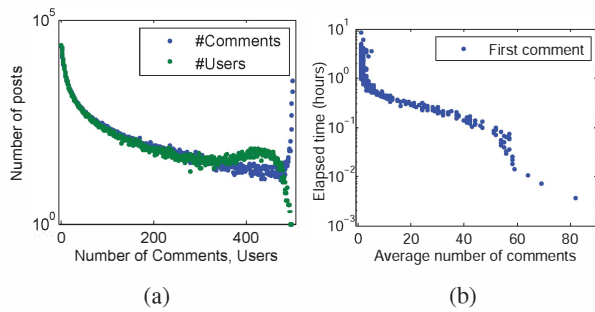 10^5
#Comments
#Users
Number of posts
10^0
0
200
400
Number of Comments, Users
(a)
10^1
First comment
10^0
10^-1
10^-2
10^-3
Elapsed time (hours)
0
20
40
60
80
Average number of comments
(b)